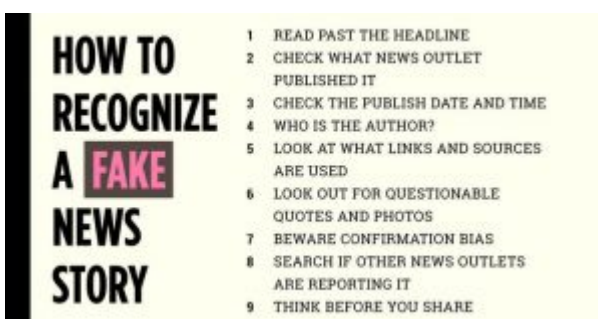 HOW TO
RECOGNIZE
A FAKE
NEWS
STORY
1 READ PAST THE HEADLINE
2 CHECK WHAT NEWS OUTLET
PUBLISHED IT
3 CHECK THE PUBLISH DATE AND TIME
4 WHO IS THE AUTHOR?
5 LOOK AT WHAT LINKS AND SOURCES
ARE USED
6 LOOK OUT FOR QUESTIONABLE
QUOTES AND PHOTOS
7 BEWARE CONFIRMATION BIAS
8 SEARCH IF OTHER NEWS OUTLETS
ARE REPORTING IT
9 THINK BEFORE YOU SHARE